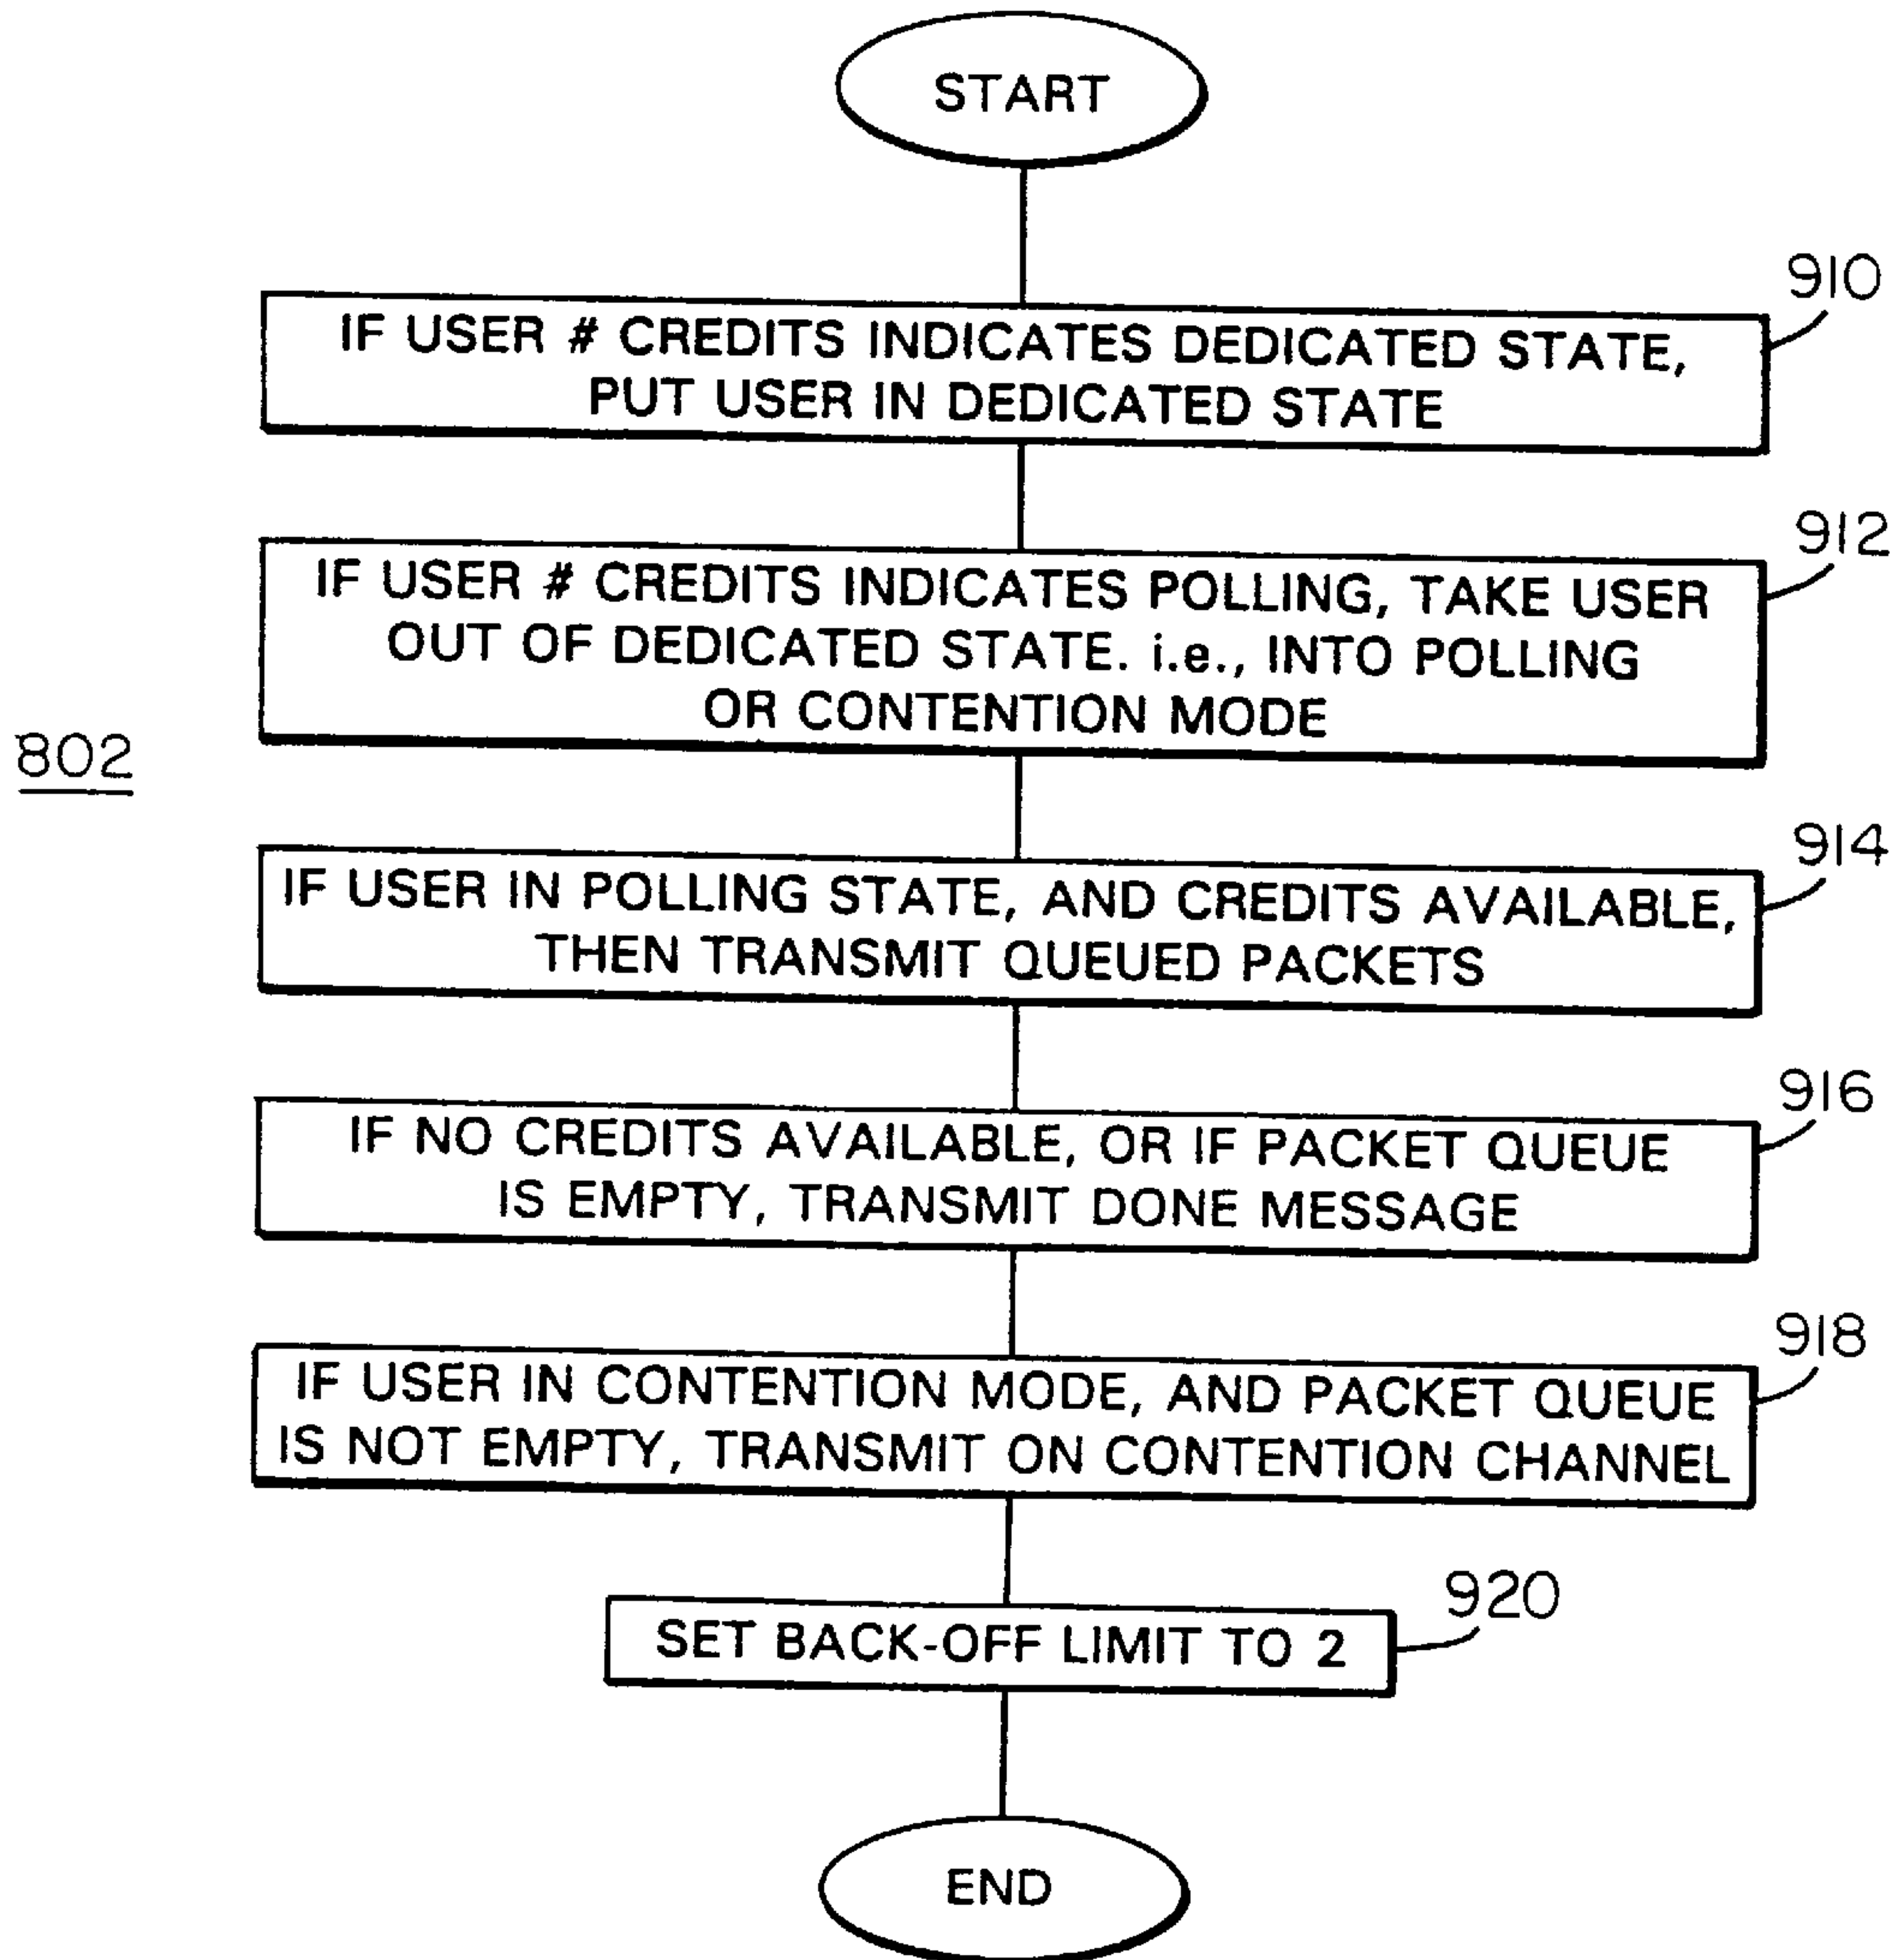 START
910
IF USER # CREDITS INDICATES DEDICATED STATE,
PUT USER IN DEDICATED STATE
912
IF USER # CREDITS INDICATES POLLING, TAKE USER
OUT OF DEDICATED STATE. i.e., INTO POLLING
OR CONTENTION MODE
802
914
IF USER IN POLLING STATE, AND CREDITS AVAILABLE,
THEN TRANSMIT QUEUED PACKETS
916
IF NO CREDITS AVAILABLE, OR IF PACKET QUEUE
IS EMPTY, TRANSMIT DONE MESSAGE
918
IF USER IN CONTENTION MODE, AND PACKET QUEUE
IS NOT EMPTY, TRANSMIT ON CONTENTION CHANNEL
920
SET BACK-OFF LIMIT TO 2
END